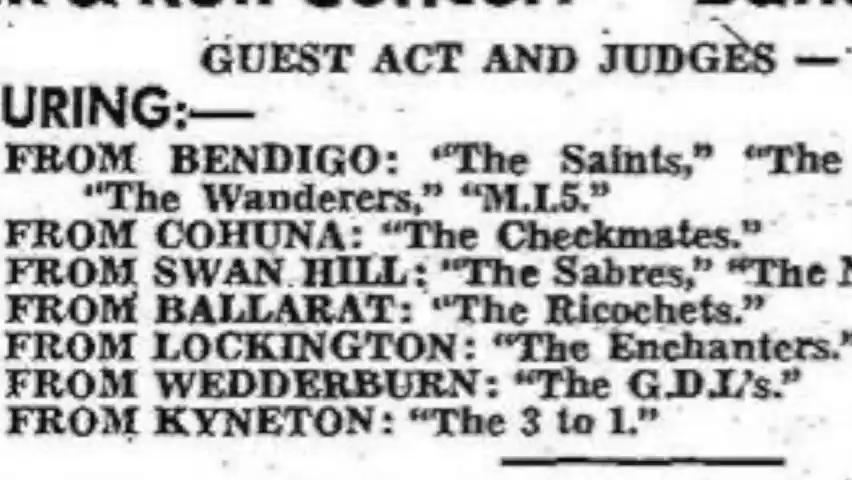 GUEST ACT AND JUDGES —
URING:—
FROM BENDIGO: "The Saints," "The
"The Wanderers," "M.I.5."
FROM COHUNA: "The Checkmates."
FROM SWAN HILL: "The Sabres," "The
FROM BALLARAT: "The Ricochets."
FROM LOCKINGTON: "The Enchanters."
FROM WEDDERBURN: "The G.D.I.'s."
FROM KYNETON: "The 3 to 1."